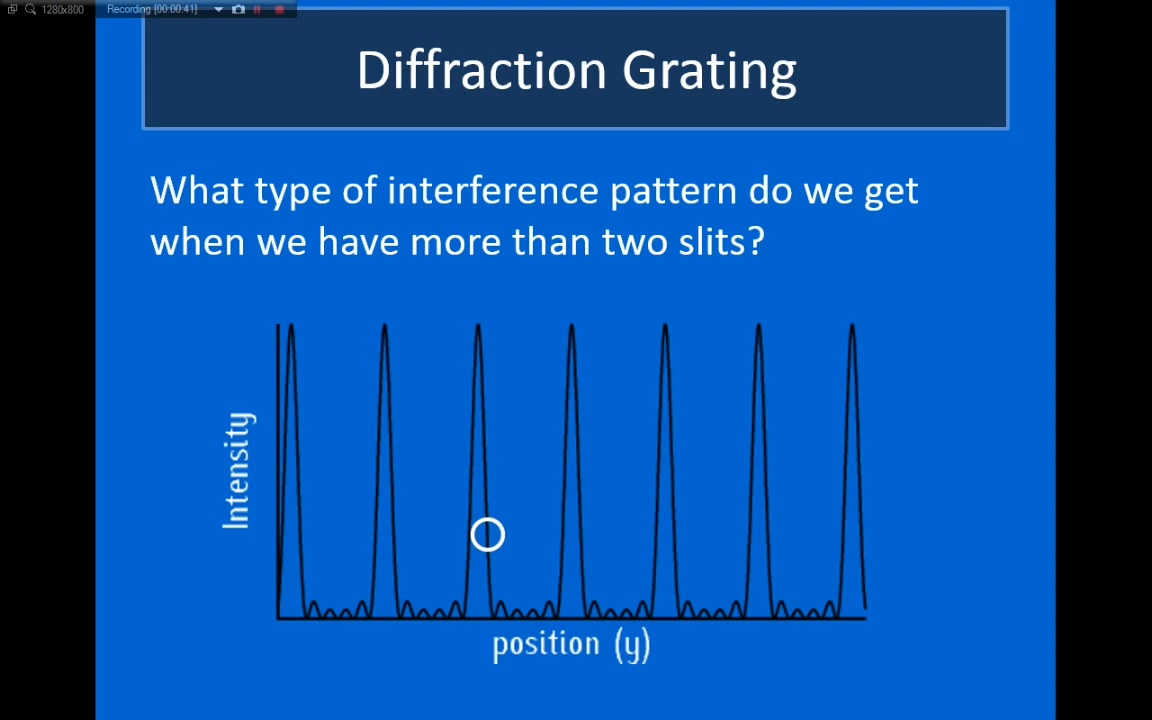 1280x800 Recording [00:00:41]
Diffraction Grating
What type of interference pattern do we get
when we have more than two slits?
Intensity
position (y)